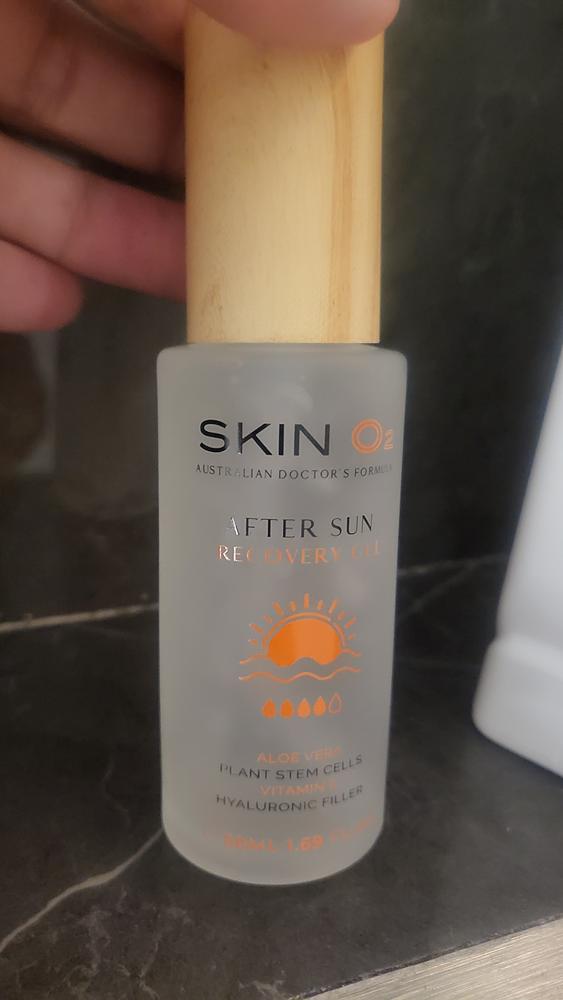 SKIN O2
AUSTRALIAN DOCTOR'S FORMULA
AFTER SUN
RECOVERY GEL
ALOE VERA
PLANT STEM CELLS
VITAMIN
HYALURONIC FILLER
50ML 1.69